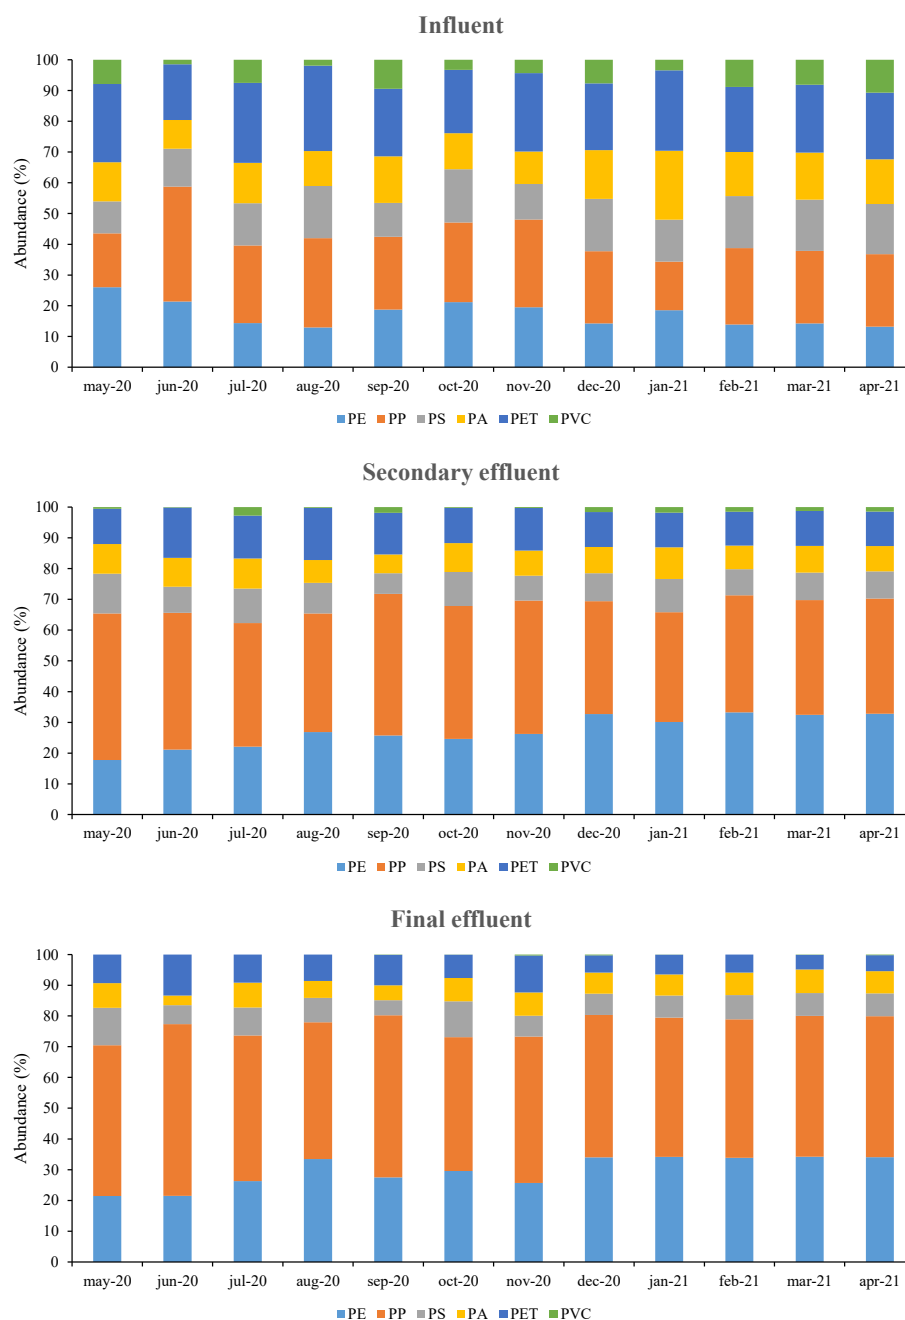 Influent
Abundance (%)
100
90
80
70
60
50
40
30
20
10
0
may-20 jun-20 jul-20 aug-20 sep-20 oct-20 nov-20 dec-20 jan-21 feb-21 mar-21 apr-21
PE PP PS PA PET PVC
Secondary effluent
Abundance (%)
100
90
80
70
60
50
40
30
20
10
0
may-20 jun-20 jul-20 aug-20 sep-20 oct-20 nov-20 dec-20 jan-21 feb-21 mar-21 apr-21
PE PP PS PA PET PVC
Final effluent
Abundance (%)
100
90
80
70
60
50
40
30
20
10
0
may-20 jun-20 jul-20 aug-20 sep-20 oct-20 nov-20 dec-20 jan-21 feb-21 mar-21 apr-21
PE PP PS PA PET PVC